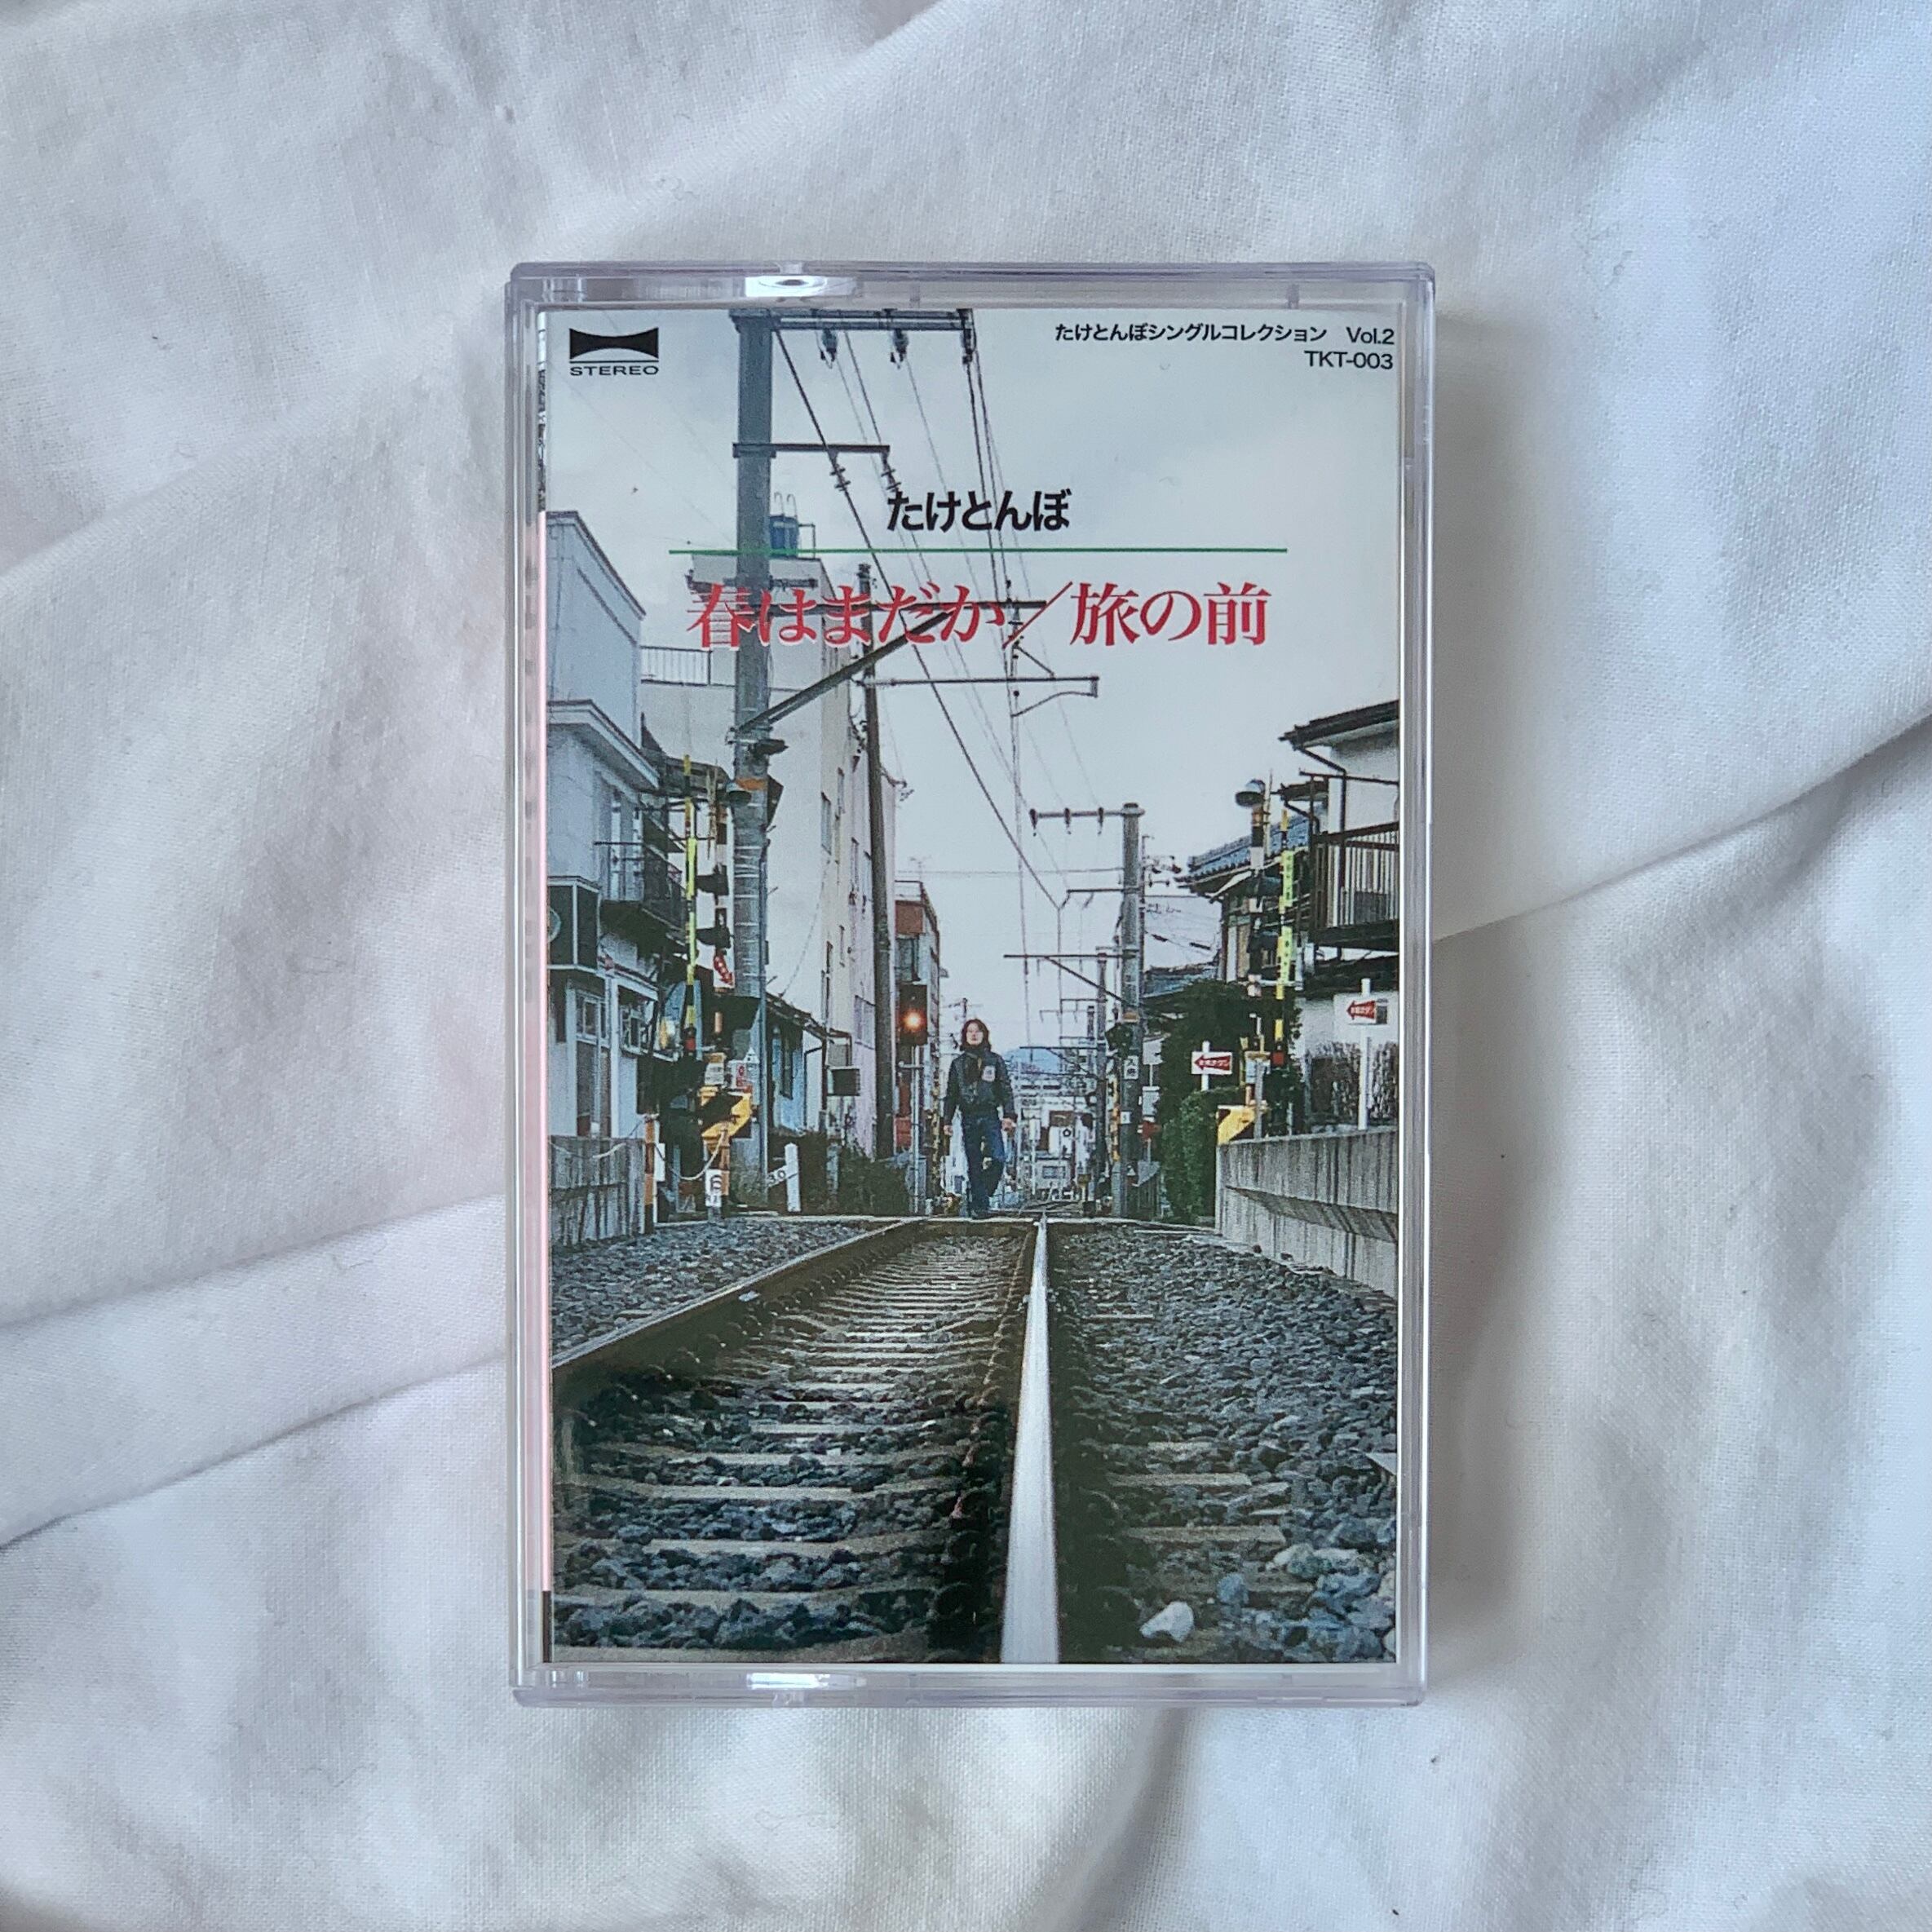 STEREO
たけとんぼシングルコレクション Vol.2
TKT-003
たけとんぼ
春はまだか/旅の前